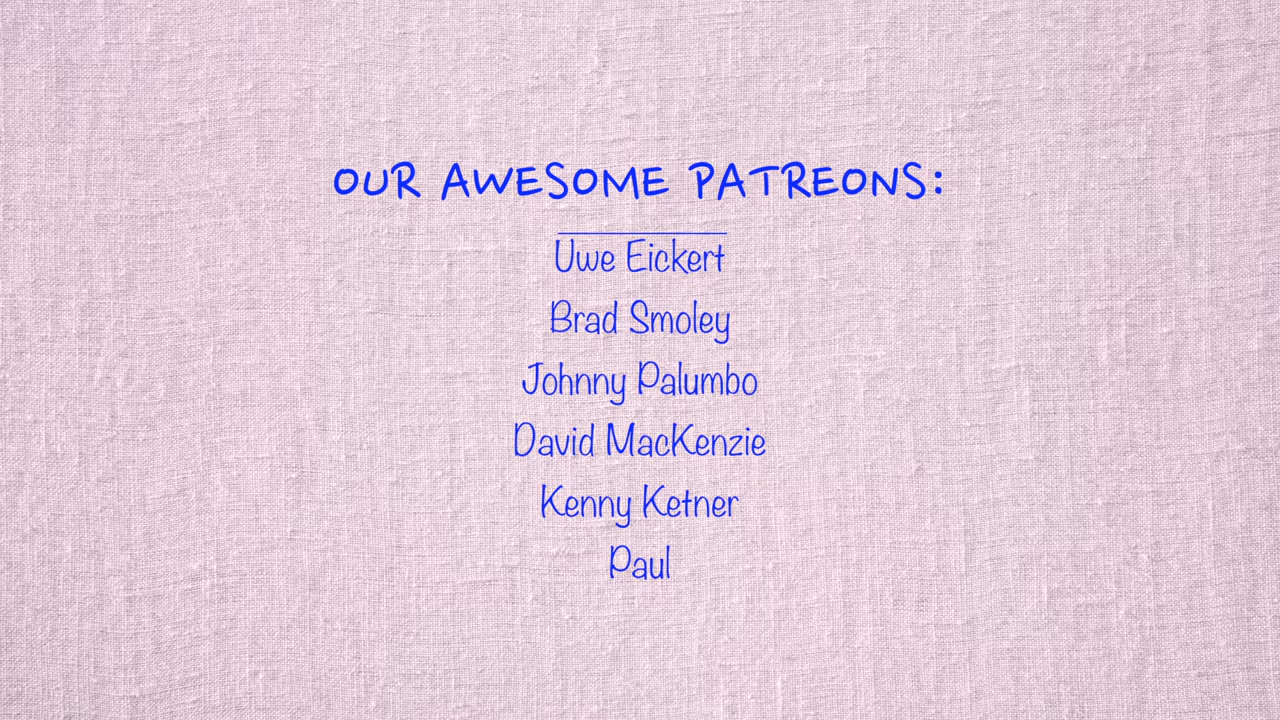 OUR AWESOME PATREONS:
Uwe Eickert
Brad Smoley
Johnny Palumbo
David MacKenzie
Kenny Ketner
Paul